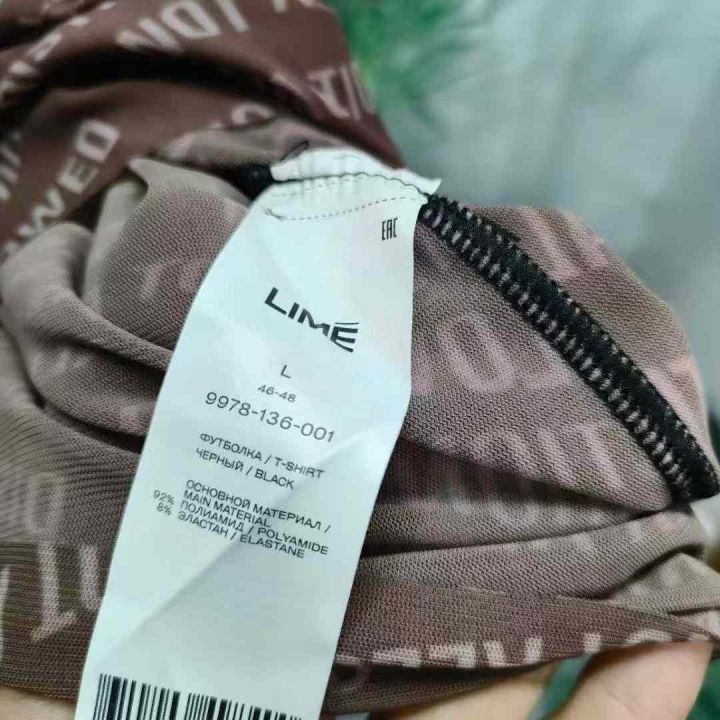 EAC
LIMÉ
L
46-48
9978-136-001
ФУТБОЛКА / T-SHIRT
ЧЕРНЫЙ / BLACK
ОСНОВНОЙ МАТЕРИАЛ /
MAIN MATERIAL
92% ПОЛИАМИД / POLYAMIDE
8% ЭЛАСТАН / ELASTANE